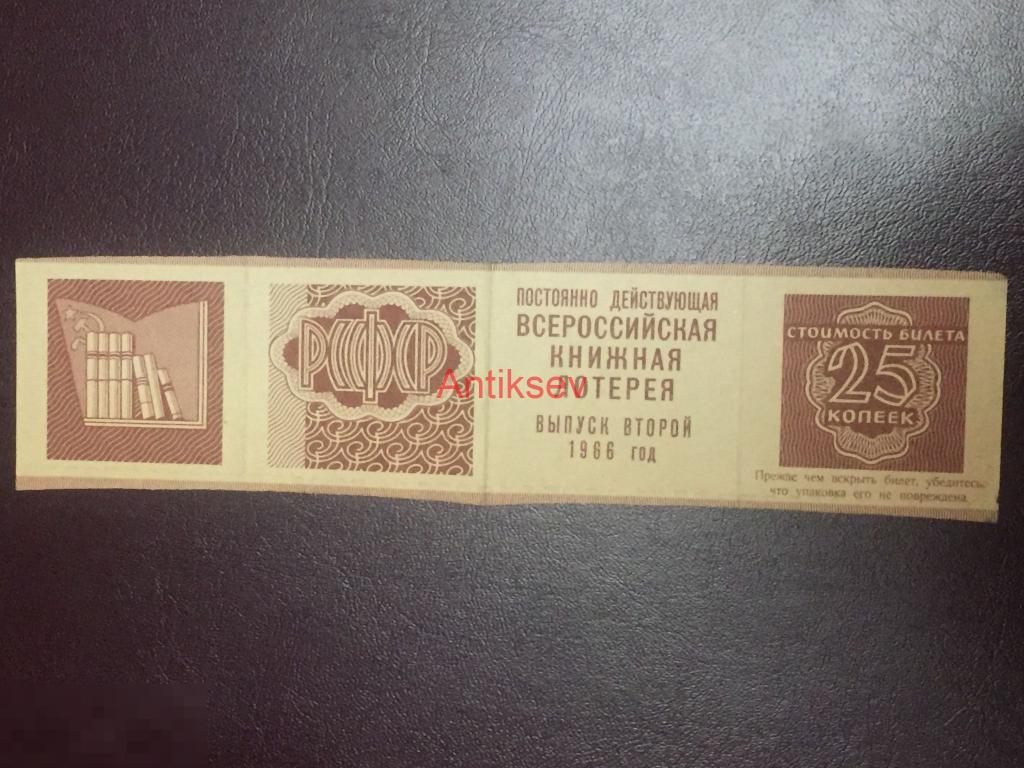 РСФСР
ПОСТОЯННО ДЕЙСТВУЮЩАЯ
ВСЕРОССИЙСКАЯ
КНИЖНАЯ
ЛОТЕРЕЯ
ВЫПУСК ВТОРОЙ
1966 ГОД
Antiksev
СТОИМОСТЬ БИЛЕТА
25
КОПЕЕК
Прежде чем вскрыть билет, убедитесь,
что упаковка его не повреждена.